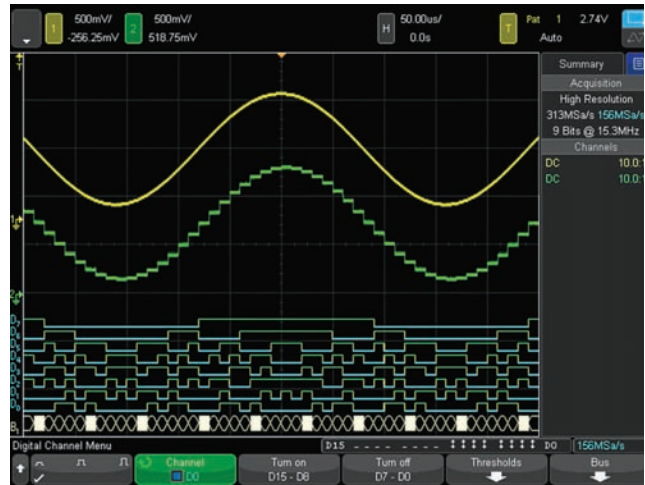 1 500mV/ 2 500mV/ H 50.00us/ T Pat 1 2.74V
-256.25mV 518.75mV 0.0s Auto
T
Summary
Acquisition
High Resolution
313MSa/s 156MSa/s
9 Bits @ 15.3MHz
Channels
DC 10.0:
DC 10.0:
1
2
D7
D6
D5
D4
D3
D2
D1
D0
B1
Digital Channel Menu D15 D0 156MSa/s
Channel Turn on Turn off Thresholds Bus
D0 D15 - D8 D7 - D0